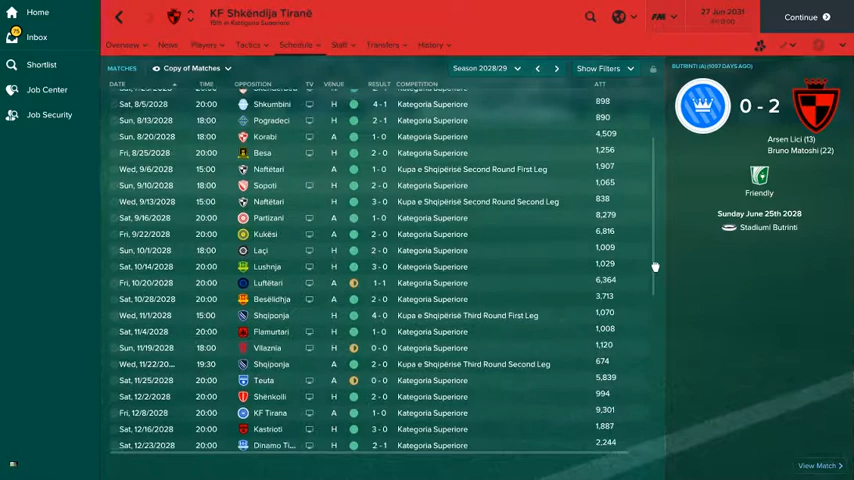 Home
Inbox
Shortlist
Job Center
Job Security
KF Shkëndija Tiranë
27 Jun 2031
Continue
Overview
News
Players
Tactics
Schedule
Staff
Transfers
History
MATCHES
Copy of Matches
Season 2028/29
Show Filters
DATE TIME OPPOSITION TV VENUE RESULT COMPETITION ATT
Sat, 8/5/2028 20:00 Shkumbini H 4 - 1 Kategoria Superiore 898
Sun, 8/13/2028 18:00 Pogradeci H 2 - 1 Kategoria Superiore 890
Sun, 8/20/2028 18:00 Korabi A 1 - 0 Kategoria Superiore 4,509
Fri, 8/25/2028 20:00 Besa H 2 - 0 Kategoria Superiore 1,256
Wed, 9/6/2028 15:00 Naftëtari A 1 - 0 Kupa e Shqipërisë Second Round First Leg 1,907
Sun, 9/10/2028 18:00 Sopoti H 2 - 0 Kategoria Superiore 1,065
Wed, 9/13/2028 15:00 Naftëtari H 3 - 0 Kupa e Shqipërisë Second Round Second Leg 838
Sat, 9/16/2028 20:00 Partizani A 1 - 0 Kategoria Superiore 8,279
Fri, 9/22/2028 20:00 Kukësi A 2 - 0 Kategoria Superiore 6,816
Sun, 10/1/2028 18:00 Laçi H 2 - 0 Kategoria Superiore 1,009
Sat, 10/14/2028 20:00 Lushnja H 3 - 0 Kategoria Superiore 1,029
Fri, 10/20/2028 20:00 Luftëtari A 1 - 1 Kategoria Superiore 6,364
Sat, 10/28/2028 20:00 Besëlidhja A 2 - 0 Kategoria Superiore 3,713
Wed, 11/1/2028 15:00 Shqiponja H 4 - 0 Kupa e Shqipërisë Third Round First Leg 1,070
Sat, 11/4/2028 20:00 Flamurtari H 1 - 0 Kategoria Superiore 1,008
Sun, 11/19/2028 18:00 Vllaznia H 0 - 0 Kategoria Superiore 1,120
Wed, 11/22/20... 19:30 Shqiponja A 2 - 0 Kupa e Shqipërisë Third Round Second Leg 674
Sat, 11/25/2028 20:00 Teuta A 0 - 0 Kategoria Superiore 5,839
Sat, 12/2/2028 20:00 Shënkolli H 2 - 0 Kategoria Superiore 994
Fri, 12/8/2028 20:00 KF Tirana A 1 - 0 Kategoria Superiore 9,301
Sat, 12/16/2028 20:00 Kastrioti H 3 - 0 Kategoria Superiore 1,887
Sat, 12/23/2028 20:00 Dinamo Ti... H 2 - 1 Kategoria Superiore 2,244
BUTRINTI (A) (1097 DAYS AGO)
0 - 2
Arsen Lici (13)
Bruno Matoshi (22)
Friendly
Sunday June 25th 2028
Stadiumi Butrinti
View Match